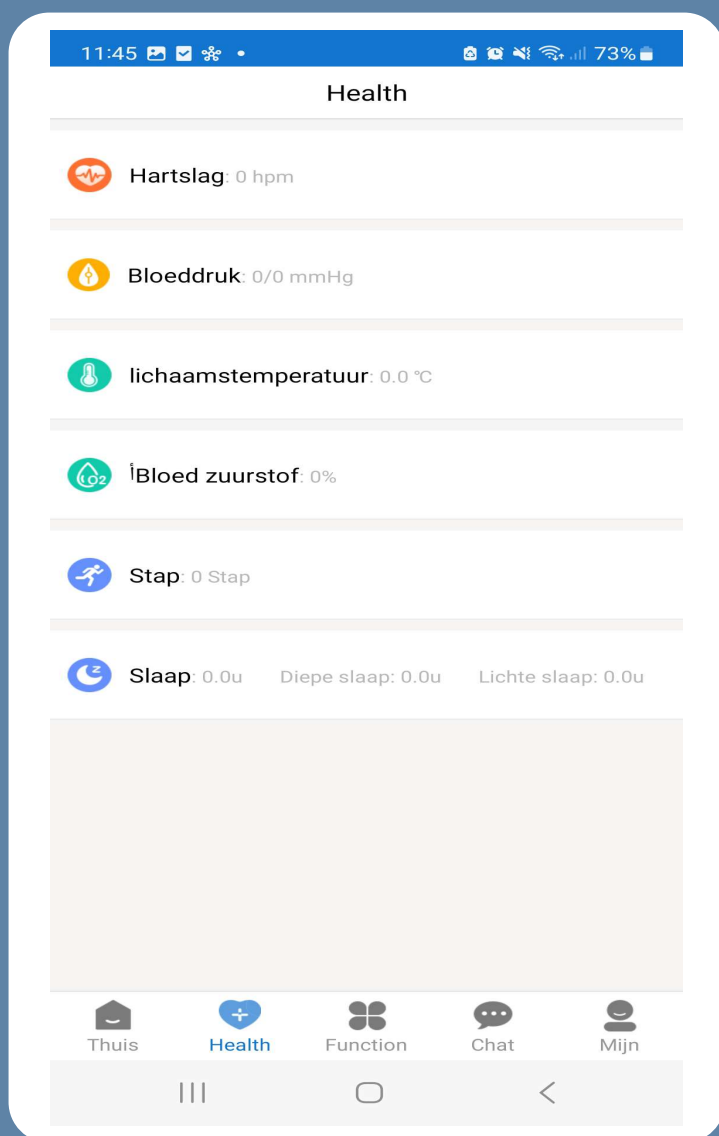 11:45 73%
Health
Hartslag: 0 hpm
Bloeddruk: 0/0 mmHg
lichaamstemperatuur: 0.0 ℃
أBloed zuurstof: 0%
Stap: 0 Stap
Slaap: 0.0u Diepe slaap: 0.0u Lichte slaap: 0.0u
Thuis Health Function Chat Mijn